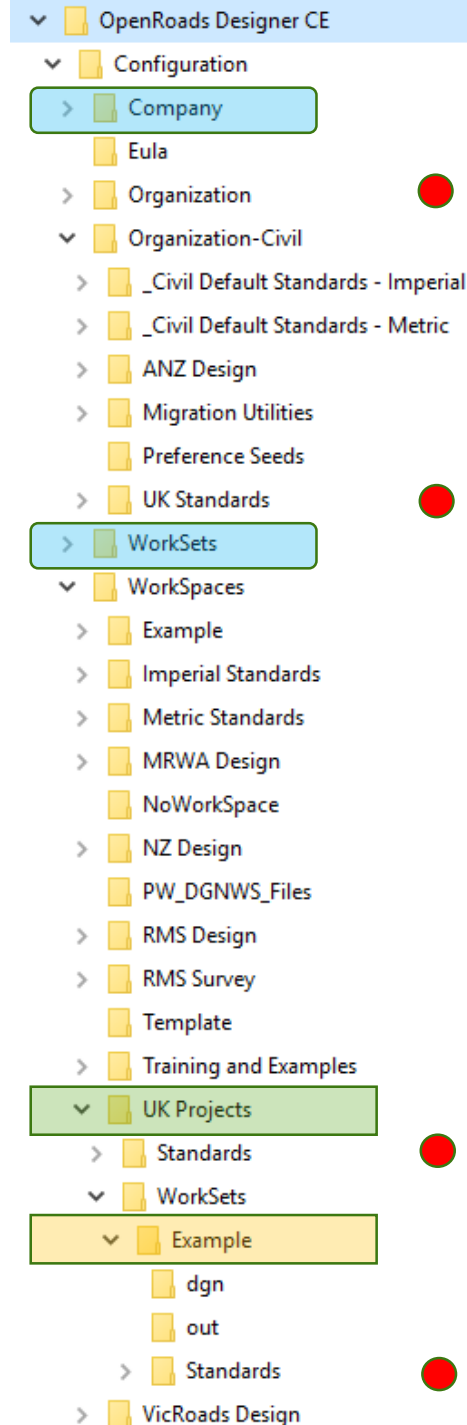 OpenRoads Designer CE
Configuration
Company
Eula
Organization
Organization-Civil
_Civil Default Standards - Imperial
_Civil Default Standards - Metric
ANZ Design
Migration Utilities
Preference Seeds
UK Standards
WorkSets
WorkSpaces
Example
Imperial Standards
Metric Standards
MRWA Design
NoWorkSpace
NZ Design
PW_DGNWS_Files
RMS Design
RMS Survey
Template
Training and Examples
UK Projects
Standards
WorkSets
Example
dgn
out
Standards
VicRoads Design